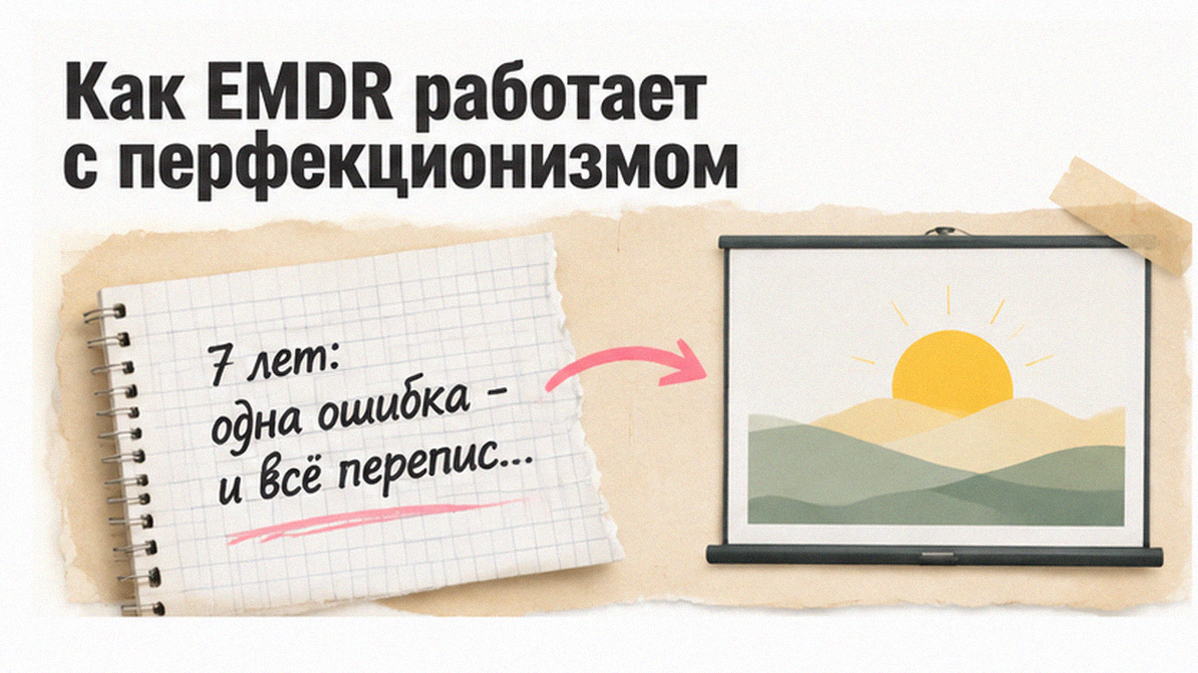 Как EMDR работает
с перфекционизмом
7 лет:
одна ошибка –
и всё перепис...